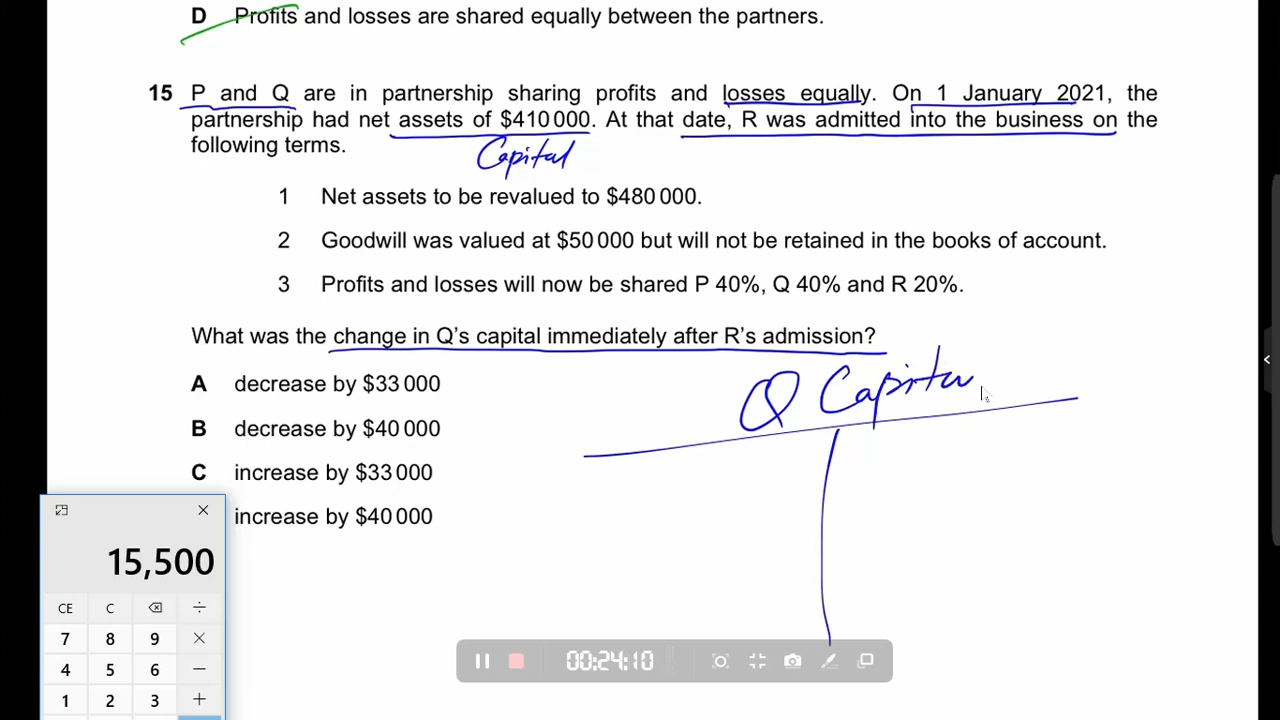 D Profits and losses are shared equally between the partners.
15 P and Q are in partnership sharing profits and losses equally. On 1 January 2021, the
partnership had net assets of $410 000. At that date, R was admitted into the business on the
following terms.
Capital
1 Net assets to be revalued to $480 000.
2 Goodwill was valued at $50 000 but will not be retained in the books of account.
3 Profits and losses will now be shared P 40%, Q 40% and R 20%.
What was the change in Q's capital immediately after R's admission?
A decrease by $33 000
B decrease by $40 000
C increase by $33 000
increase by $40 000
Q Capita
15,500
CE C ⌫ ÷
7 8 9 ×
4 5 6 −
1 2 3 +
00:24:10